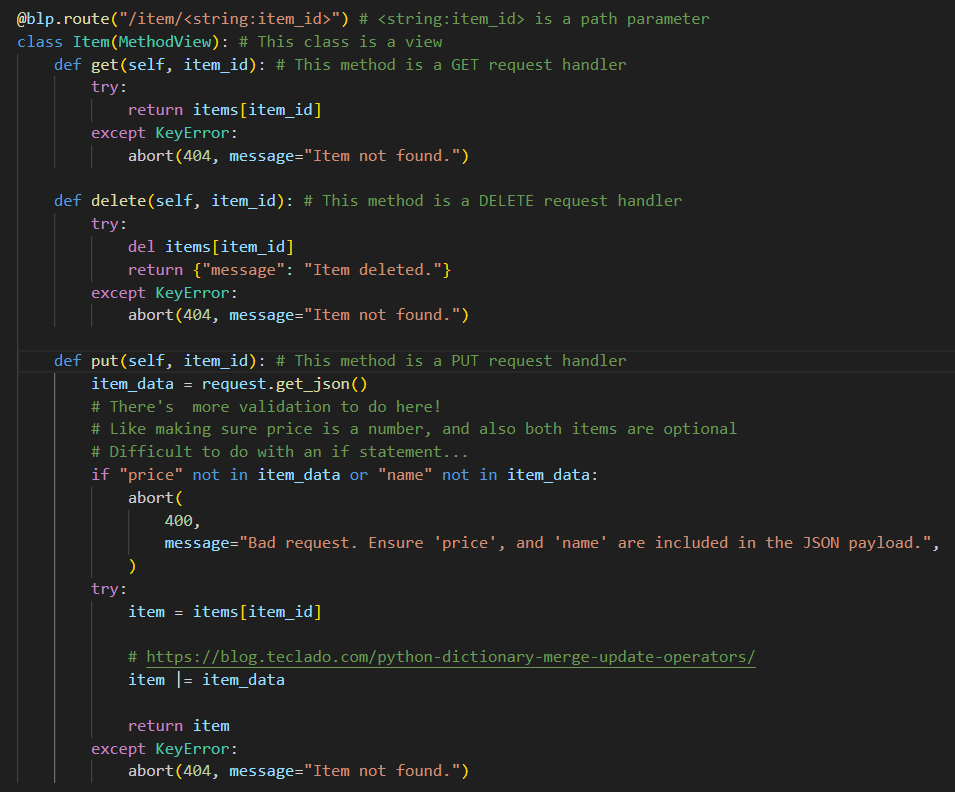 @blp.route("/item/<string:item_id>") # <string:item_id> is a path parameter
class Item(MethodView): # This class is a view
    def get(self, item_id): # This method is a GET request handler
        try:
            return items[item_id]
        except KeyError:
            abort(404, message="Item not found.")

    def delete(self, item_id): # This method is a DELETE request handler
        try:
            del items[item_id]
            return {"message": "Item deleted."}
        except KeyError:
            abort(404, message="Item not found.")

    def put(self, item_id): # This method is a PUT request handler
        item_data = request.get_json()
        # There's  more validation to do here!
        # Like making sure price is a number, and also both items are optional
        # Difficult to do with an if statement...
        if "price" not in item_data or "name" not in item_data:
            abort(
                400,
                message="Bad request. Ensure 'price', and 'name' are included in the JSON payload.",
            )
        try:
            item = items[item_id]

            # https://blog.teclado.com/python-dictionary-merge-update-operators/
            item |= item_data

            return item
        except KeyError:
            abort(404, message="Item not found.")